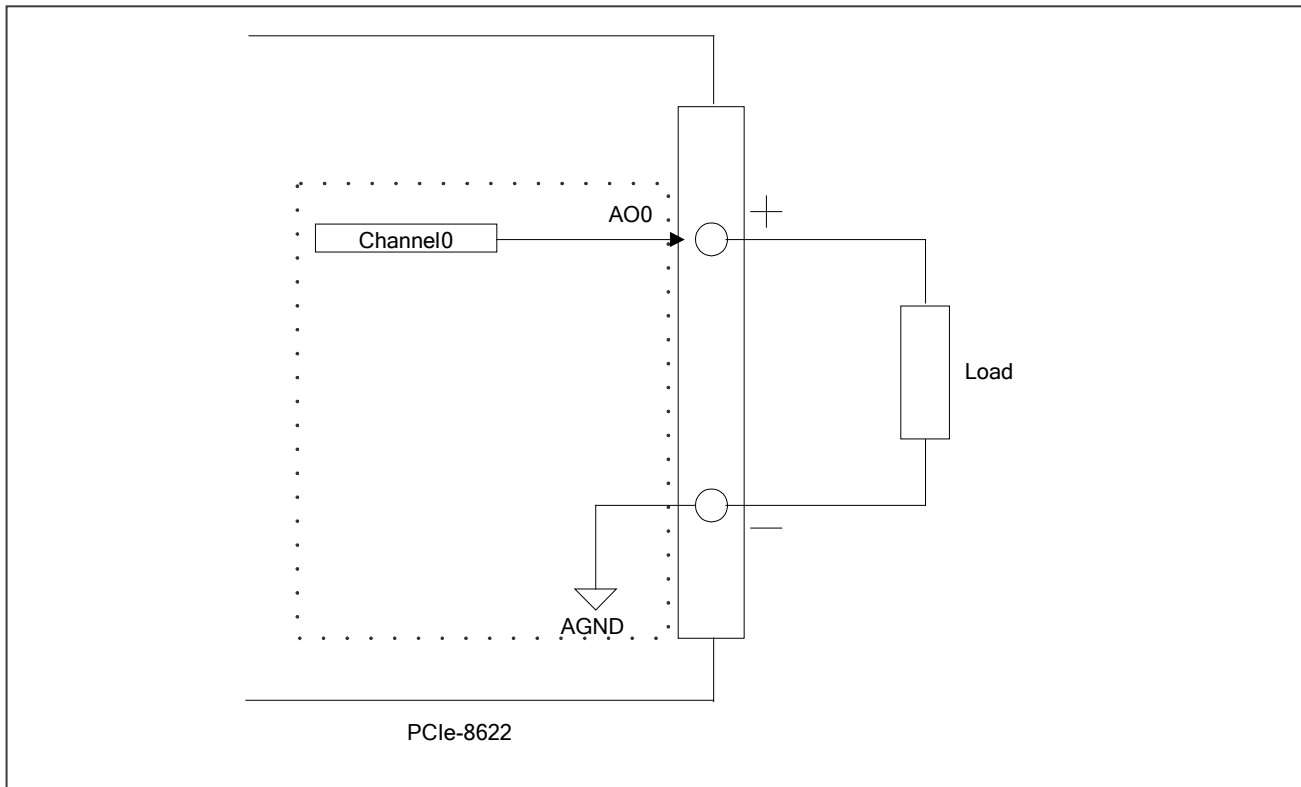 AO0
+
Channel0
Load
—
AGND
PCIe-8622